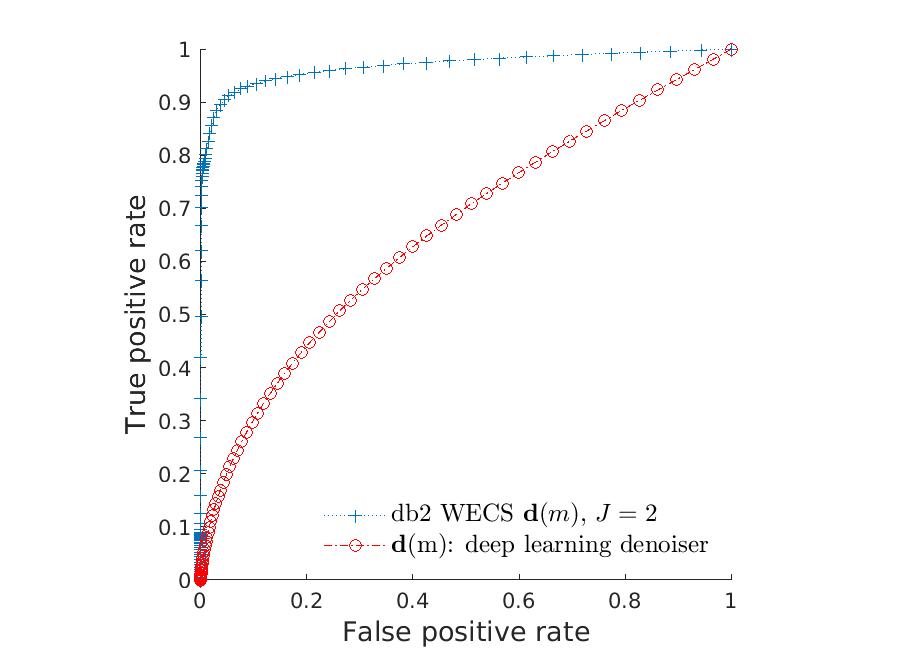 1
0.9
0.8
0.7
0.6
0.5
0.4
0.3
0.2
0.1
0
True positive rate
db2 WECS d(m), J = 2
d(m): deep learning denoiser
0 0.2 0.4 0.6 0.8 1
False positive rate